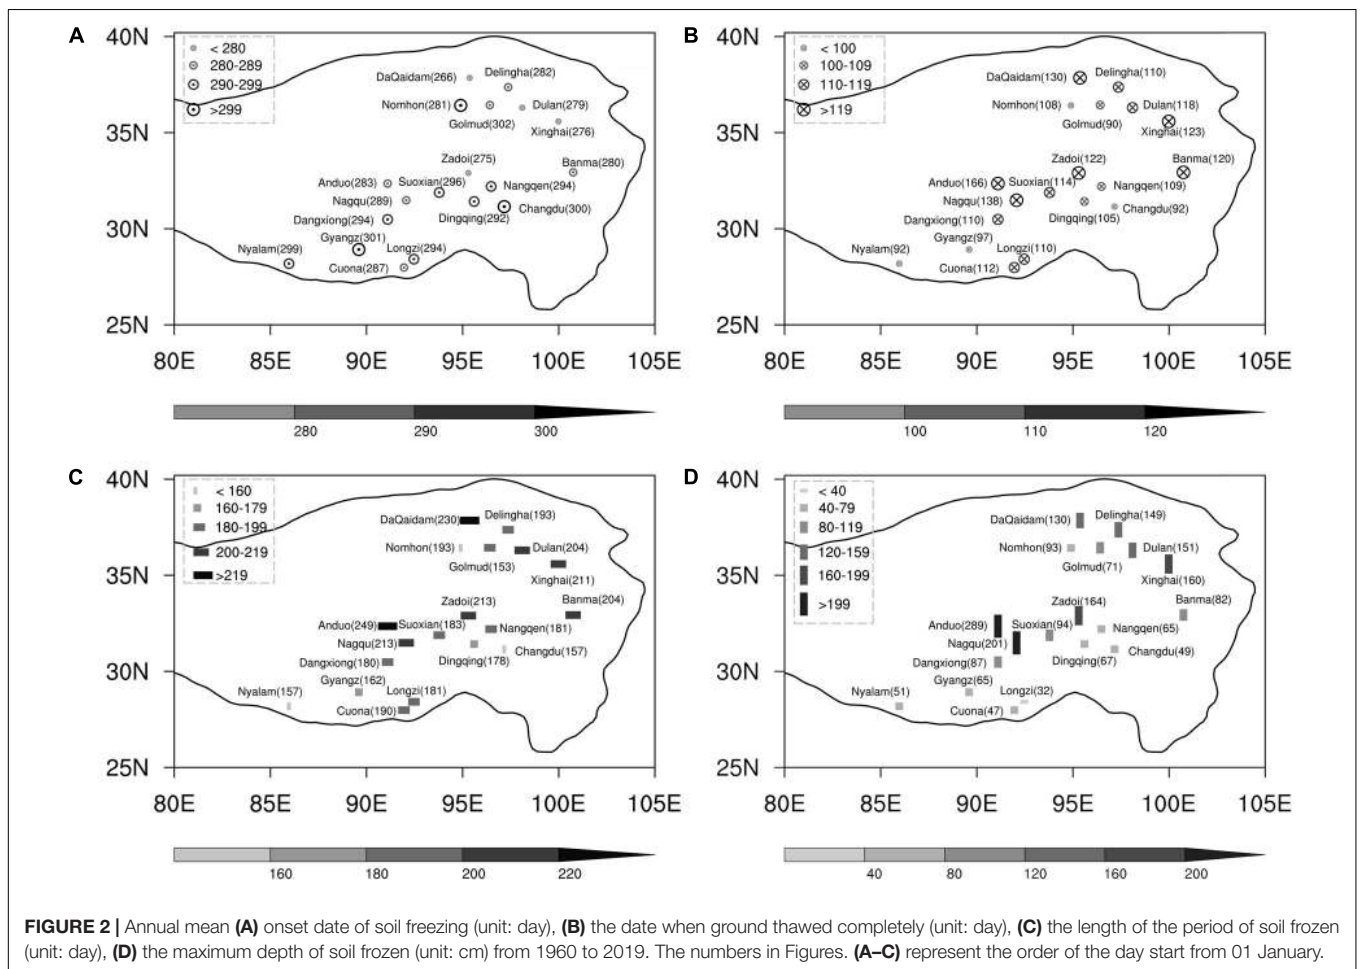 A
40N
35N
30N
25N
80E 85E 90E 95E 100E 105E
< 280
280-289
290-299
>299
DaQaidam(266)
Delingha(282)
Nomhon(281)
Dulan(279)
Golmud(302)
Xinghai(276)
Zadoi(275)
Banma(280)
Anduo(283)
Suoxian(296)
Nangqen(294)
Nagqu(289)
Changdu(300)
Dangxiong(294)
Dingqing(292)
Gyangz(301)
Nyalam(299)
Longzi(294)
Cuona(287)
280 290 300
B
40N
35N
30N
25N
80E 85E 90E 95E 100E 105E
< 100
100-109
110-119
>119
DaQaidam(130)
Delingha(110)
Nomhon(108)
Dulan(118)
Golmud(90)
Xinghai(123)
Zadoi(122)
Banma(120)
Anduo(166)
Suoxian(114)
Nangqen(109)
Nagqu(138)
Changdu(92)
Dangxiong(110)
Dingqing(105)
Gyangz(97)
Nyalam(92)
Longzi(110)
Cuona(112)
100 110 120
C
40N
35N
30N
25N
80E 85E 90E 95E 100E 105E
< 160
160-179
180-199
200-219
>219
DaQaidam(230)
Delingha(193)
Nomhon(193)
Dulan(204)
Golmud(153)
Xinghai(211)
Zadoi(213)
Banma(204)
Anduo(249)
Suoxian(183)
Nangqen(181)
Nagqu(213)
Changdu(157)
Dangxiong(180)
Dingqing(178)
Gyangz(162)
Nyalam(157)
Longzi(181)
Cuona(190)
160 180 200 220
D
40N
35N
30N
25N
80E 85E 90E 95E 100E 105E
< 40
40-79
80-119
120-159
160-199
>199
DaQaidam(130)
Delingha(149)
Nomhon(93)
Dulan(151)
Golmud(71)
Xinghai(160)
Zadoi(164)
Banma(82)
Anduo(289)
Suoxian(94)
Nangqen(65)
Nagqu(201)
Changdu(49)
Dangxiong(87)
Dingqing(67)
Gyangz(65)
Nyalam(51)
Longzi(32)
Cuona(47)
40 80 120 160 200
FIGURE 2 | Annual mean (A) onset date of soil freezing (unit: day), (B) the date when ground thawed completely (unit: day), (C) the length of the period of soil frozen
(unit: day), (D) the maximum depth of soil frozen (unit: cm) from 1960 to 2019. The numbers in Figures. (A–C) represent the order of the day start from 01 January.